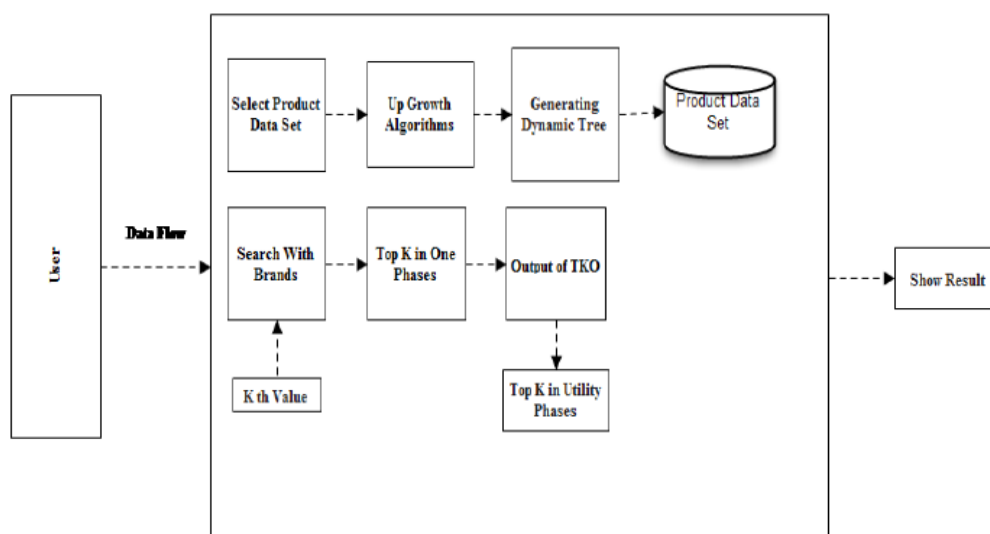 Select Product
Data Set
Up Growth
Algorithms
Generating
Dynamic Tree
Product Data
Set
User
Data Flow
Search With
Brands
Top K in One
Phases
Output of TKO
Show Result
K th Value
Top K in Utility
Phases